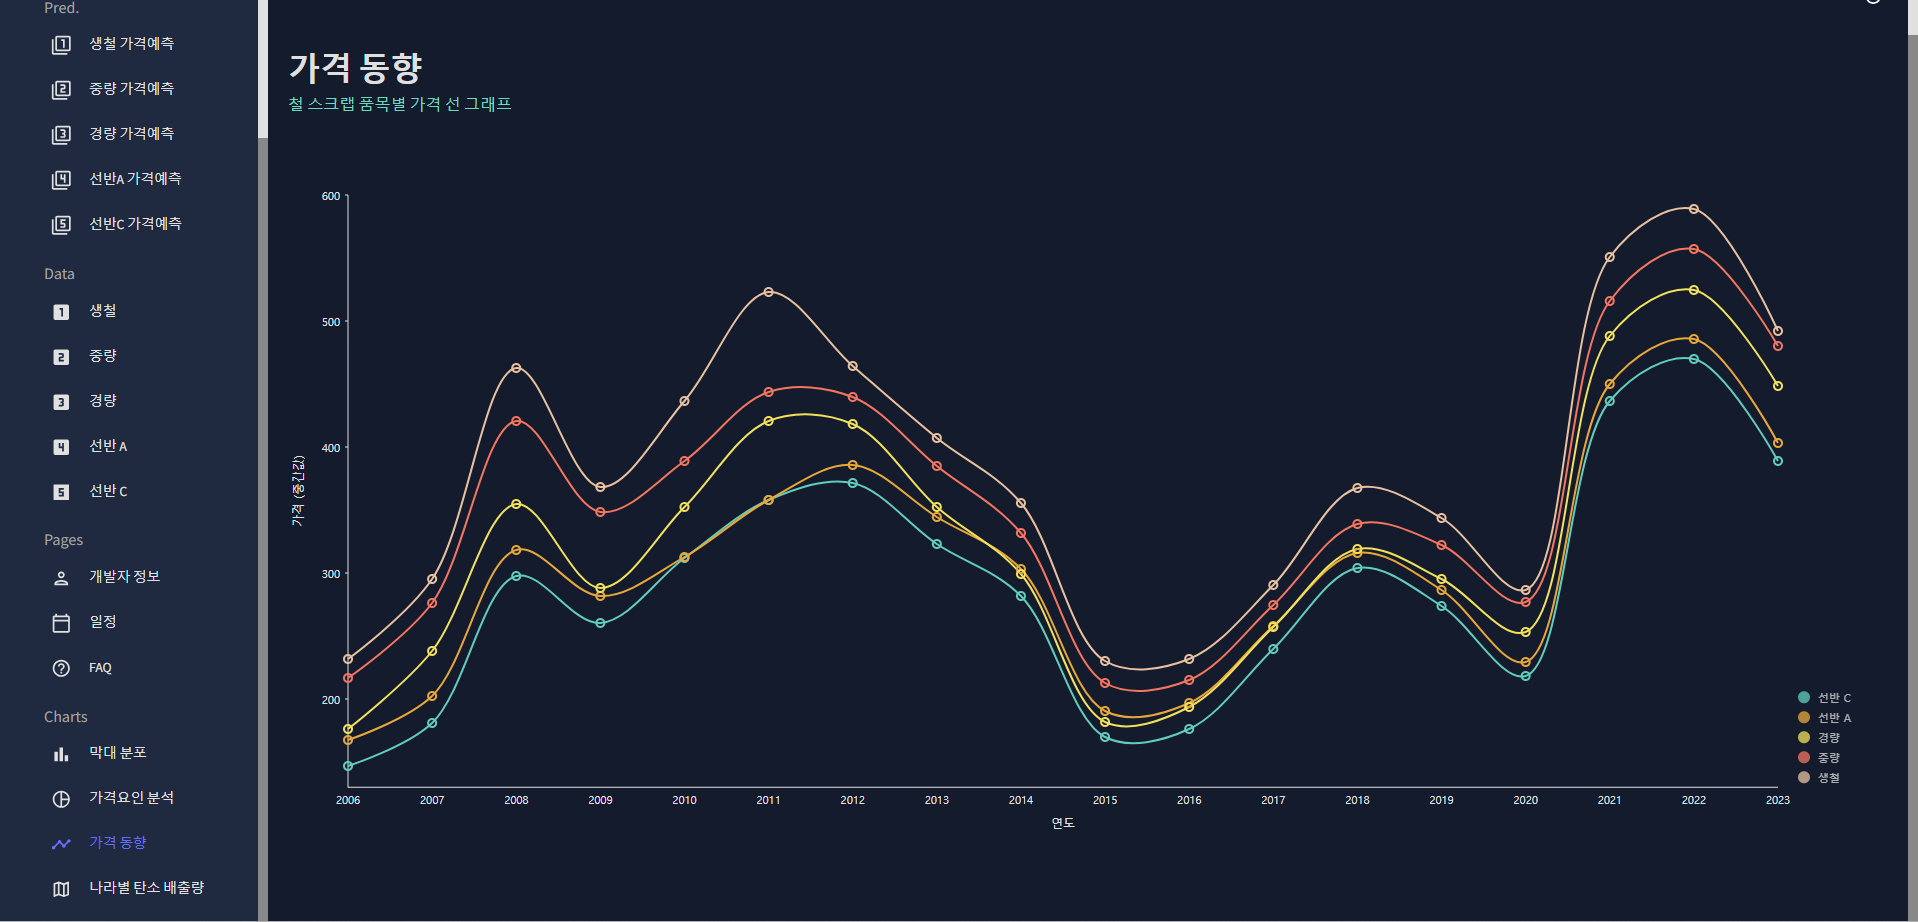 Pred.
생철 가격예측
중량 가격예측
경량 가격예측
선반A 가격예측
선반C 가격예측
Data
생철
중량
경량
선반 A
선반 C
Pages
개발자 정보
일정
FAQ
Charts
막대 분포
가격요인 분석
가격 동향
나라별 탄소 배출량
가격 동향
철 스크랩 품목별 가격 선 그래프
600
500
400
300
200
가격 (중간값)
2006 2007 2008 2009 2010 2011 2012 2013 2014 2015 2016 2017 2018 2019 2020 2021 2022 2023
연도
선반 C
선반 A
경량
중량
생철